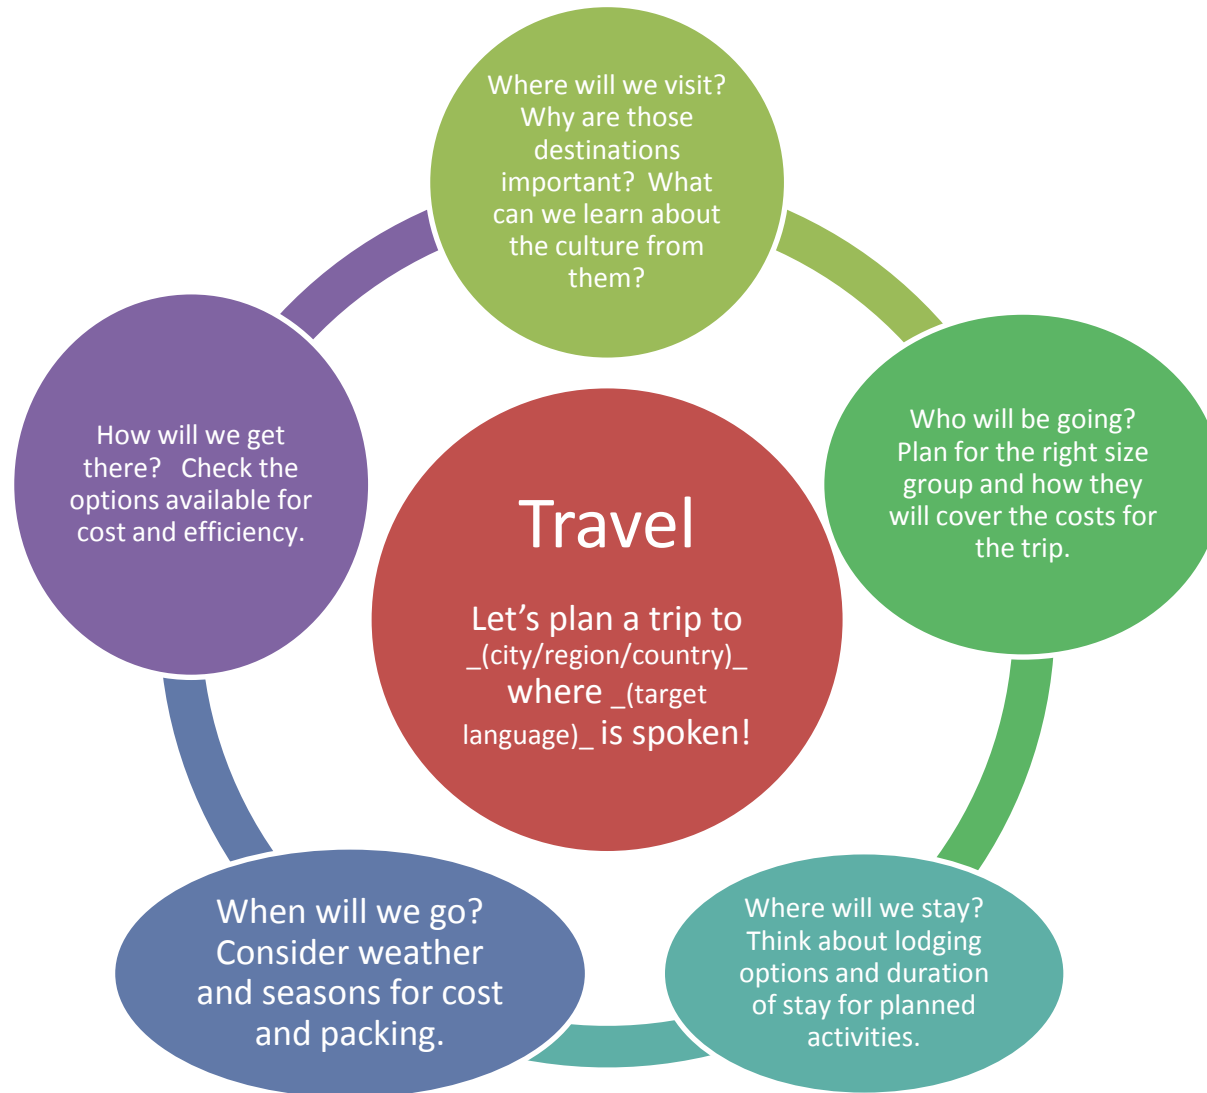 Where will we visit?
Why are those
destinations
important?  What
can we learn about
the culture from
them?
Who will be going?
Plan for the right size
group and how they
will cover the costs for
the trip.
Where will we stay?
Think about lodging
options and duration
of stay for planned
activities.
When will we go?
Consider weather
and seasons for cost
and packing.
How will we get
there?   Check the
options available for
cost and efficiency.
Travel
Let’s plan a trip to
_(city/region/country)_
where _(target
language)_ is spoken!